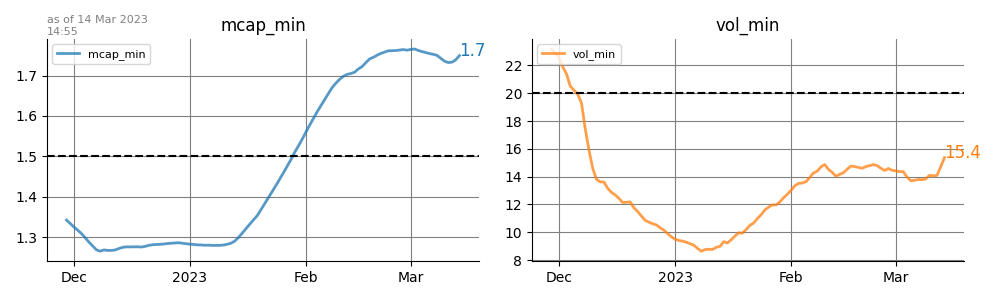 as of 14 Mar 2023
14:55
mcap_min
mcap_min
1.7
1.7
1.6
1.5
1.4
1.3
Dec 2023 Feb Mar
vol_min
vol_min
22
20
18
16
15.4
14
12
10
8
Dec 2023 Feb Mar